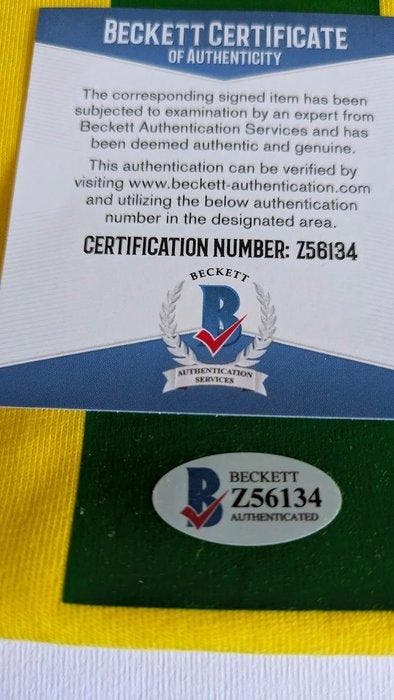 BECKETT CERTIFICATE
OF AUTHENTICITY
The corresponding signed item has been
subjected to examination by an expert from
Beckett Authentication Services and has
been deemed authentic and genuine.
This authentication can be verified by
visiting www.beckett-authentication.com
and utilizing the below authentication
number in the designated area.
CERTIFICATION NUMBER: Z56134
BECKETT
B
AUTHENTICATION
SERVICES
B
BECKETT
Z56134
AUTHENTICATED